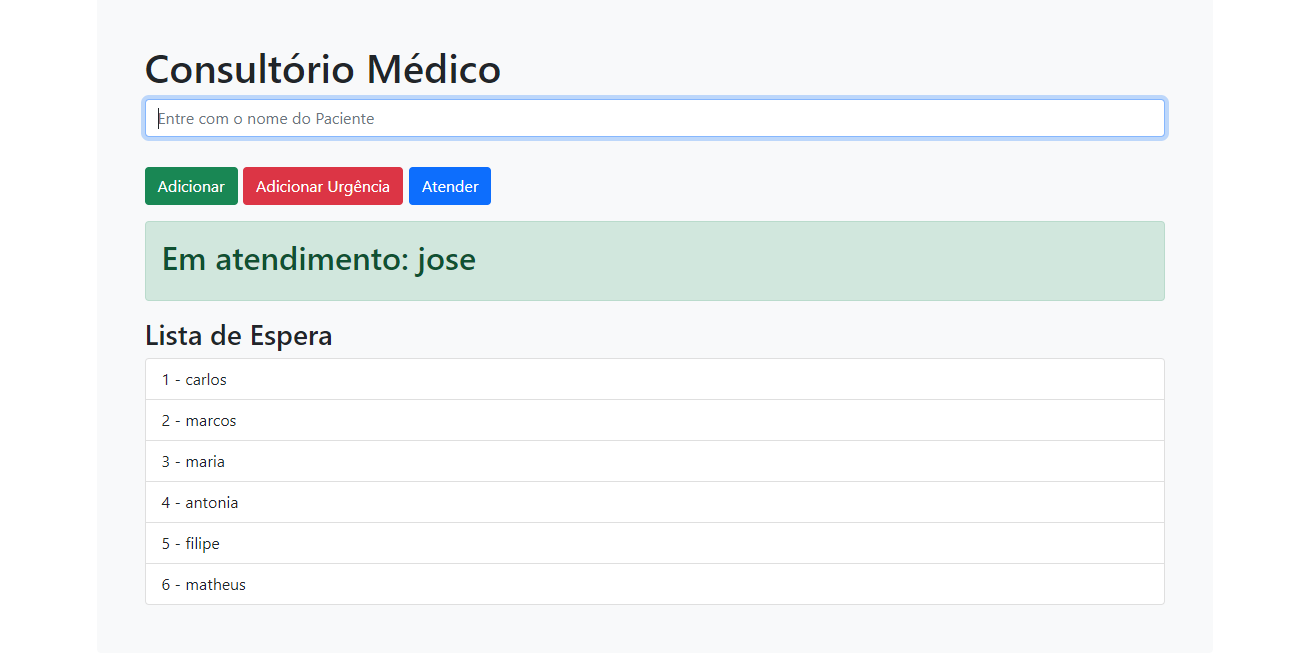 Consultório Médico
Entre com o nome do Paciente
Adicionar Adicionar Urgência Atender
Em atendimento: jose
Lista de Espera
1 - carlos
2 - marcos
3 - maria
4 - antonia
5 - filipe
6 - matheus